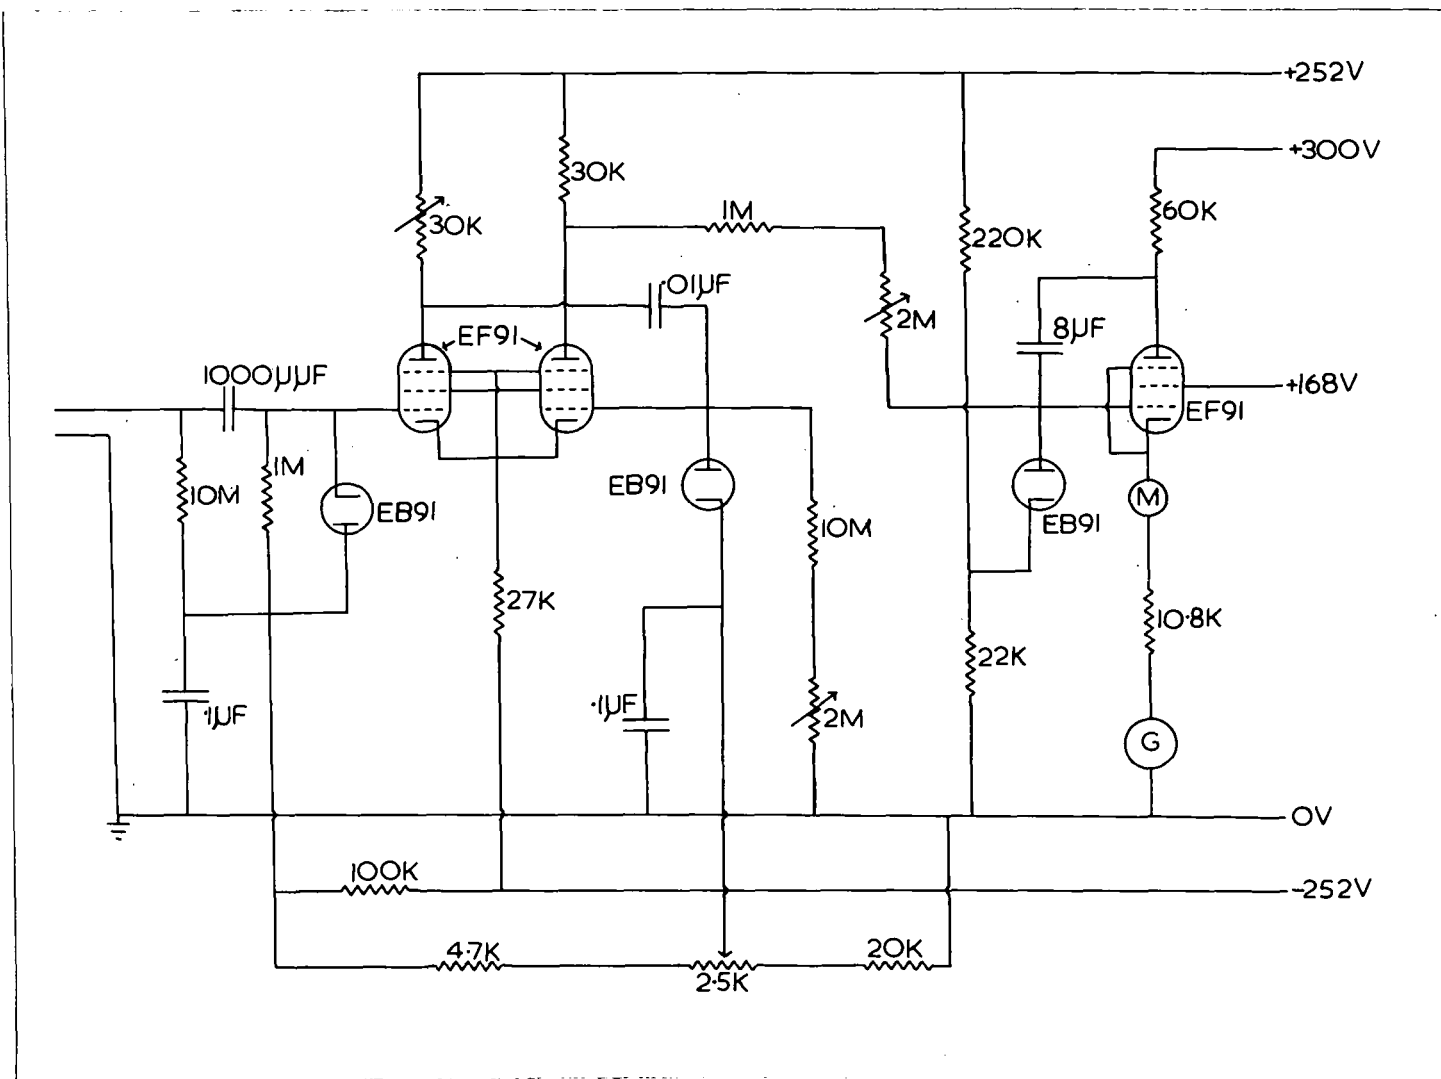 +252V
+300V
30K
60K
1M
30K
220K
.01µF
2M
8µF
EF91
1000µµF
+168V
EF91
1M
10M
EB91
EB91
M
EB91
10M
27K
10·8K
22K
·1µF
·1µF
2M
G
0V
100K
-252V
4·7K
20K
2·5K